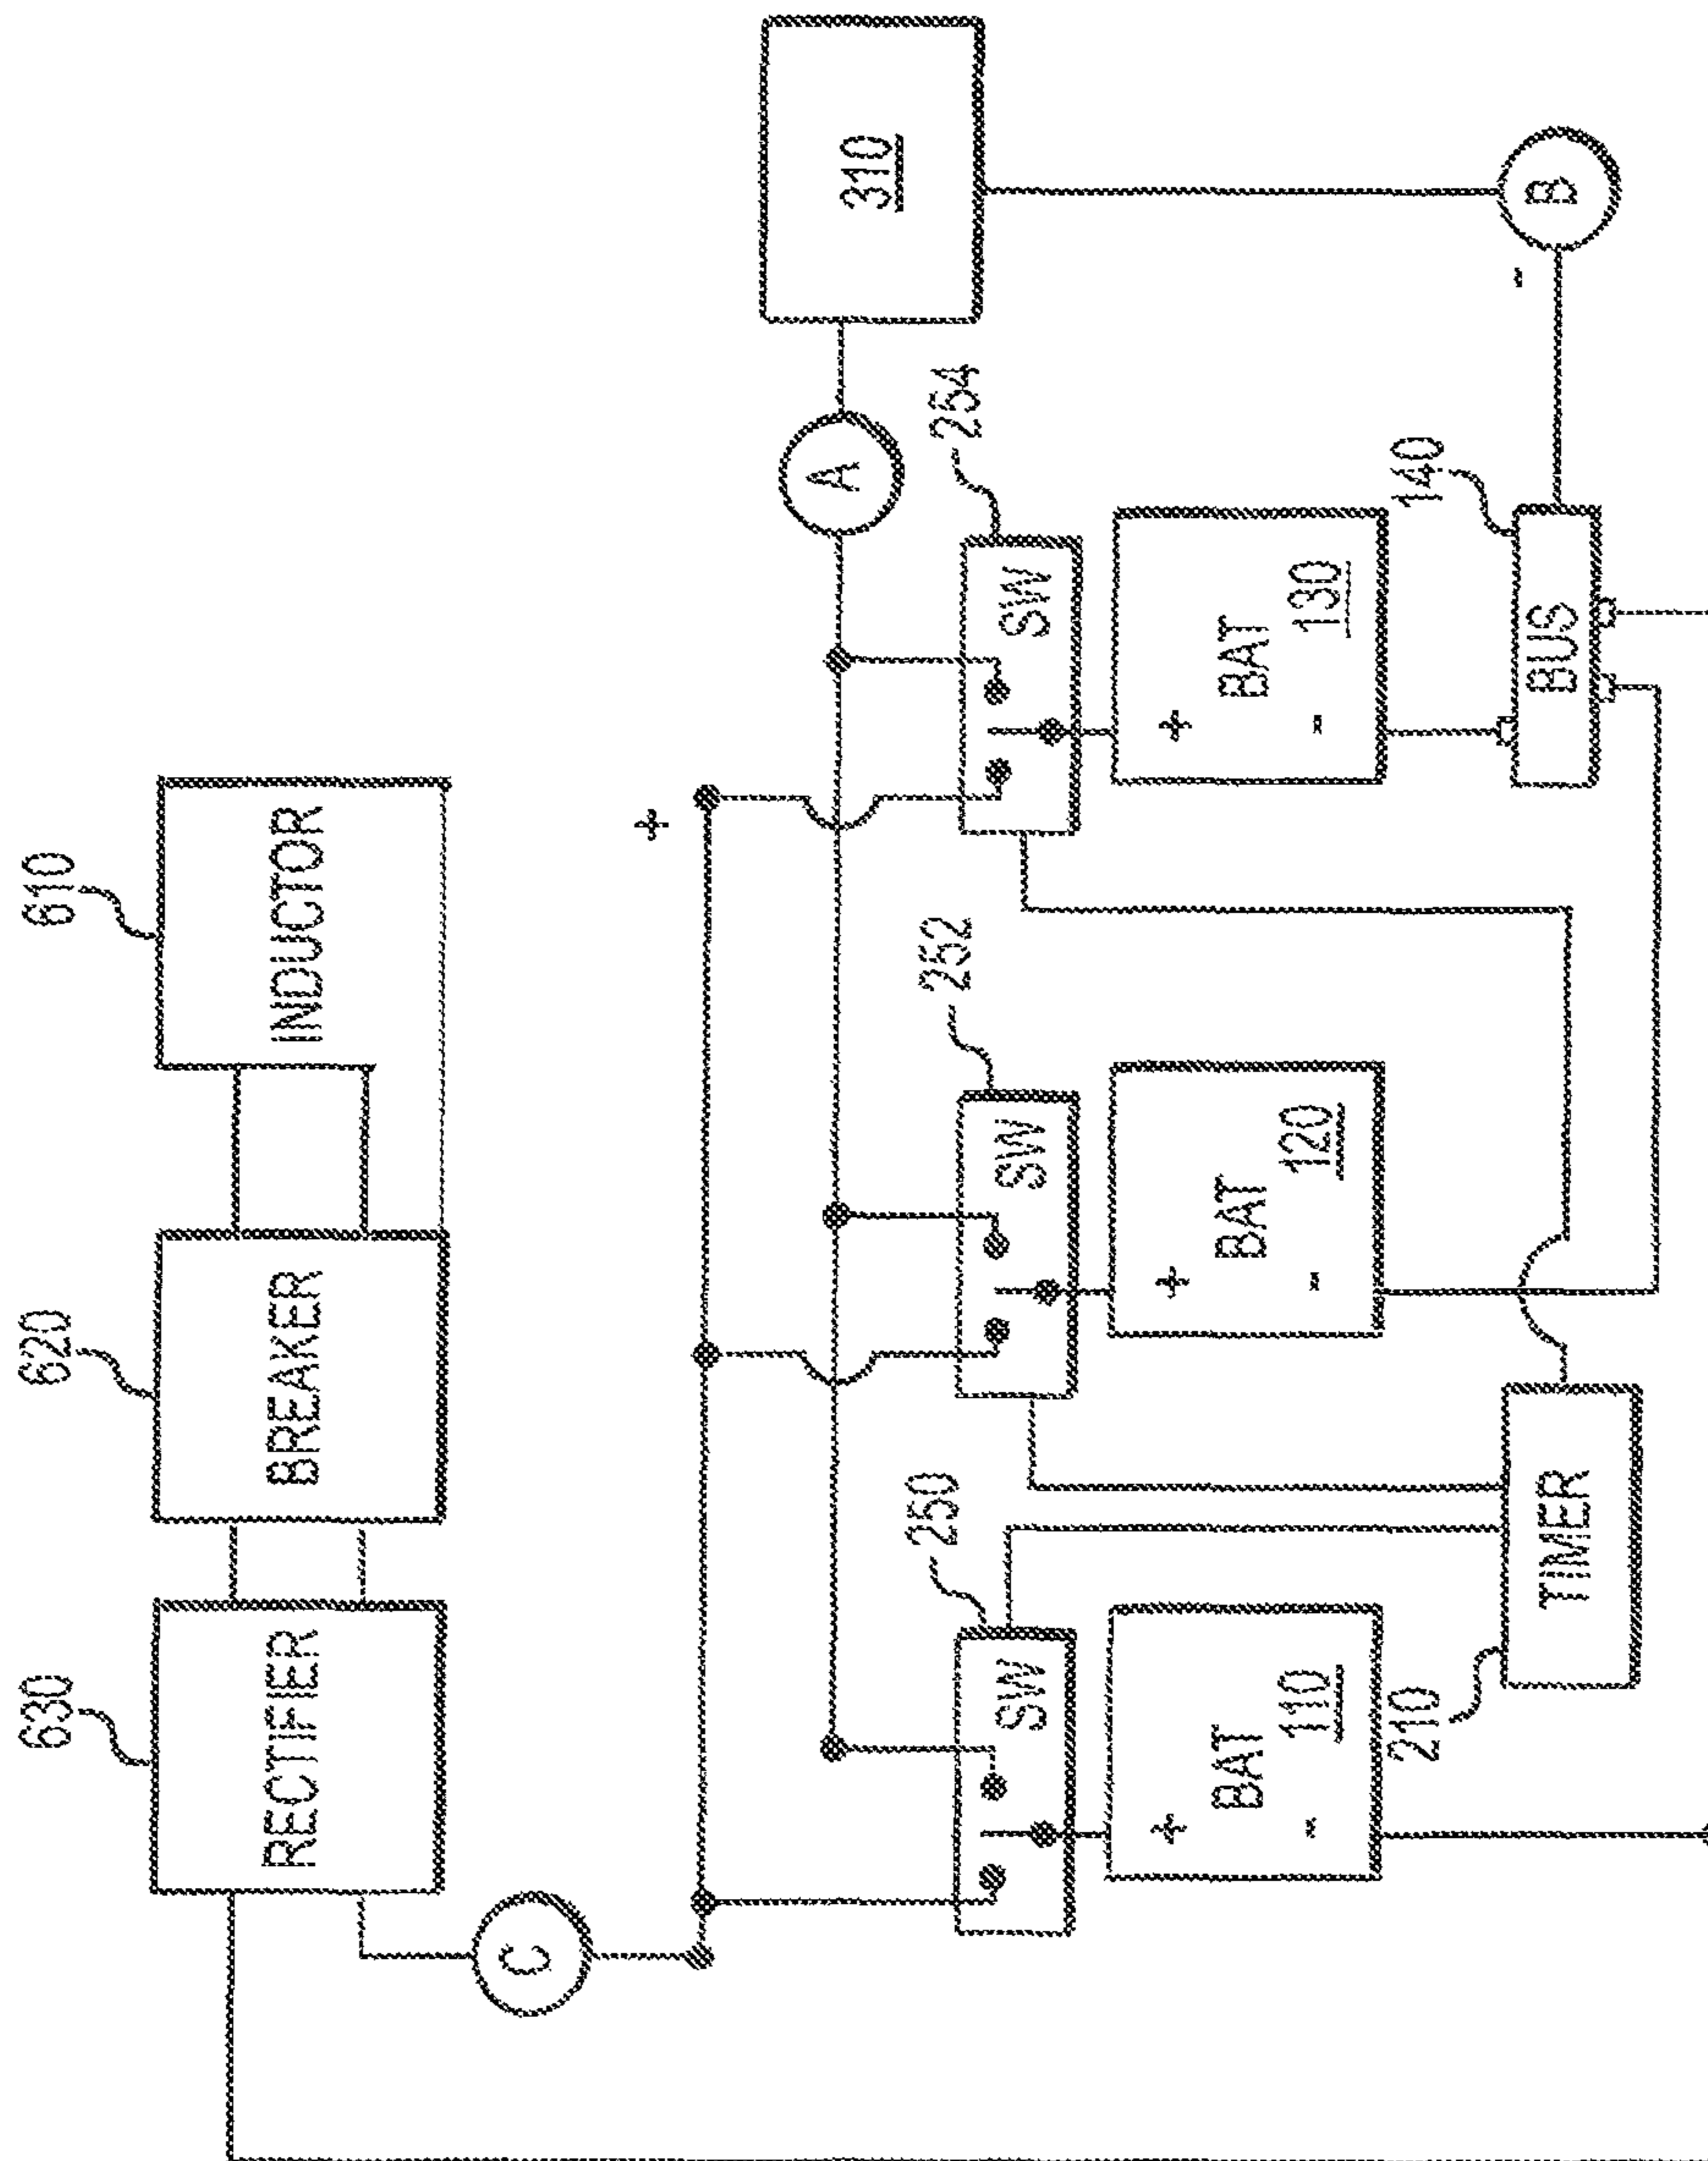 630
620
610
RECTIFIER
BREAKER
INDUCTOR
C
+
A
310
250
252
254
SW
SW
SW
+
BAT
110
-
+
BAT
120
-
+
BAT
130
-
210
TIMER
140
BUS
-
B